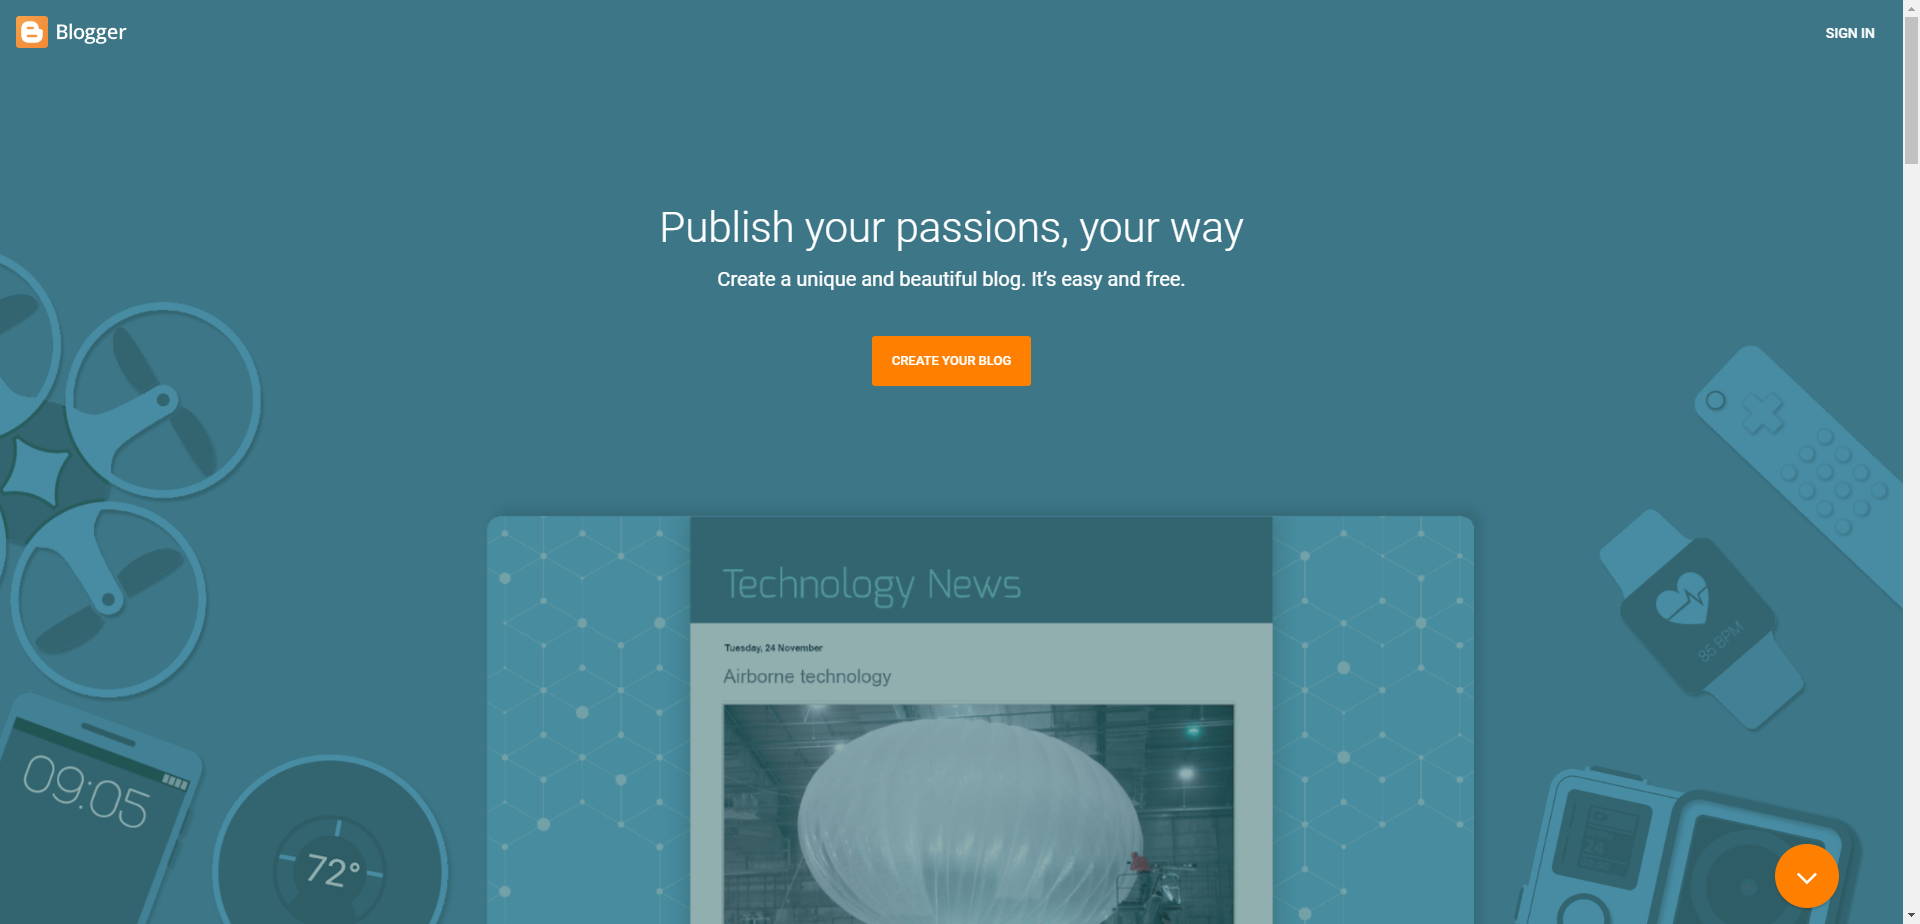 Blogger
SIGN IN
Publish your passions, your way
Create a unique and beautiful blog. It’s easy and free.
CREATE YOUR BLOG
Technology News
Tuesday, 24 November
Airborne technology
85 BPM
09:05
72°
24